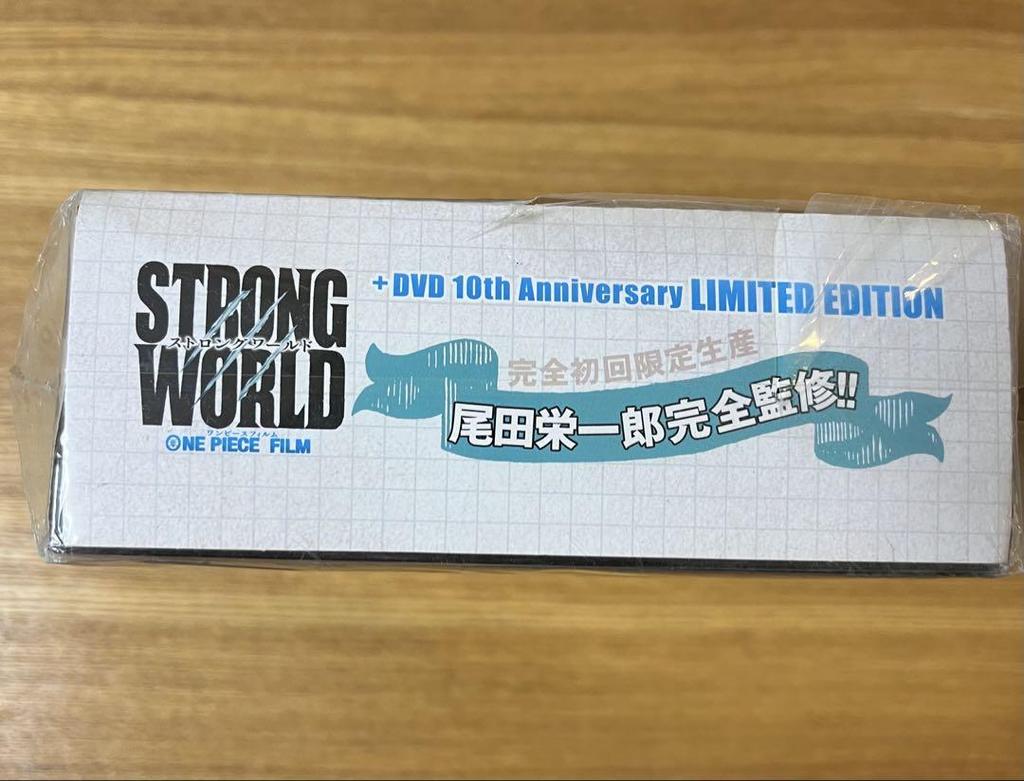 STRONG
ストロングワールド
WORLD
ワンピースフィルム
ONE PIECE FILM
+DVD 10th Anniversary LIMITED EDITION
完全初回限定生産
尾田栄一郎完全監修!!